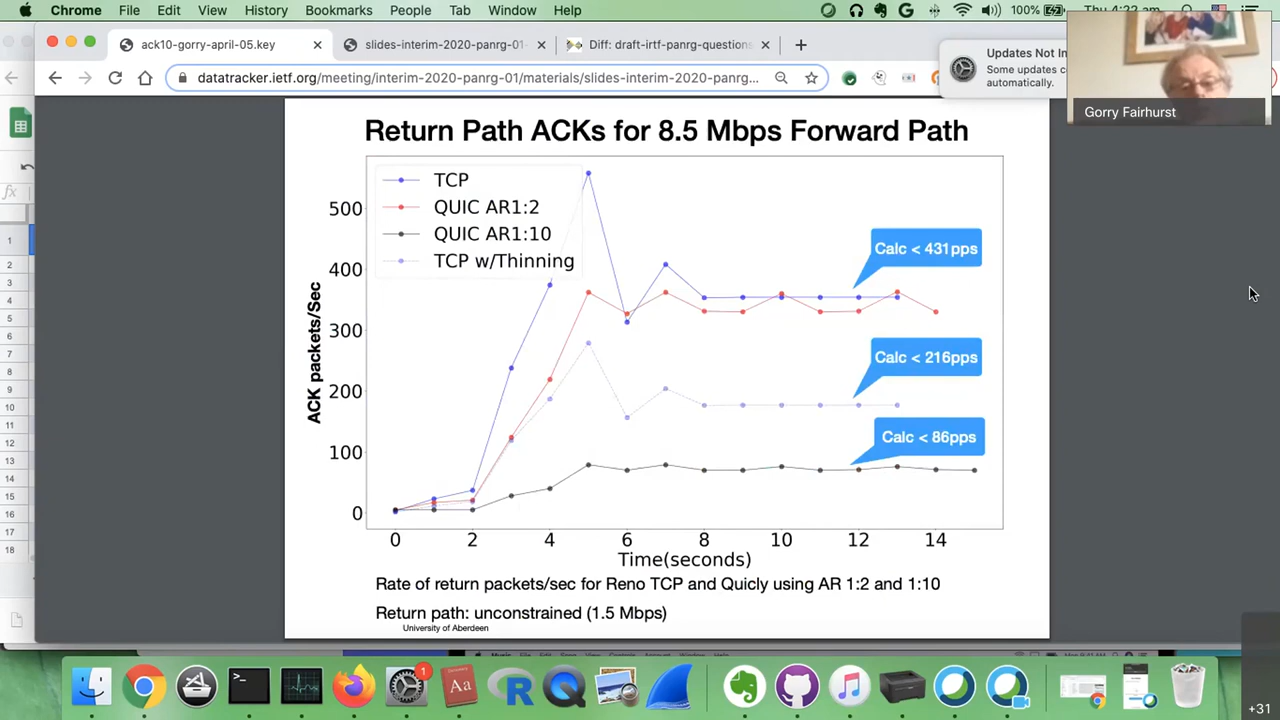 Chrome File Edit View History Bookmarks People Tab Window Help 100% Thu 4:22
ack10-gorry-april-05.key slides-interim-2020-panrg-01- Diff: draft-irtf-panrg-questions
datatracker.ietf.org/meeting/interim-2020-panrg-01/materials/slides-interim-2020-panrg...
Updates Not In
Some updates c
automatically.
Gorry Fairhurst
Return Path ACKs for 8.5 Mbps Forward Path
TCP
QUIC AR1:2
QUIC AR1:10
TCP w/Thinning
ACK packets/Sec
500
400
300
200
100
0
Calc < 431pps
Calc < 216pps
Calc < 86pps
0 2 4 6 8 10 12 14
Time(seconds)
Rate of return packets/sec for Reno TCP and Quicly using AR 1:2 and 1:10
Return path: unconstrained (1.5 Mbps)
University of Aberdeen
fx
1
2
3
4
5
6
7
8
9
10
11
12
13
14
15
16
17
18
1
Aa
R
+31